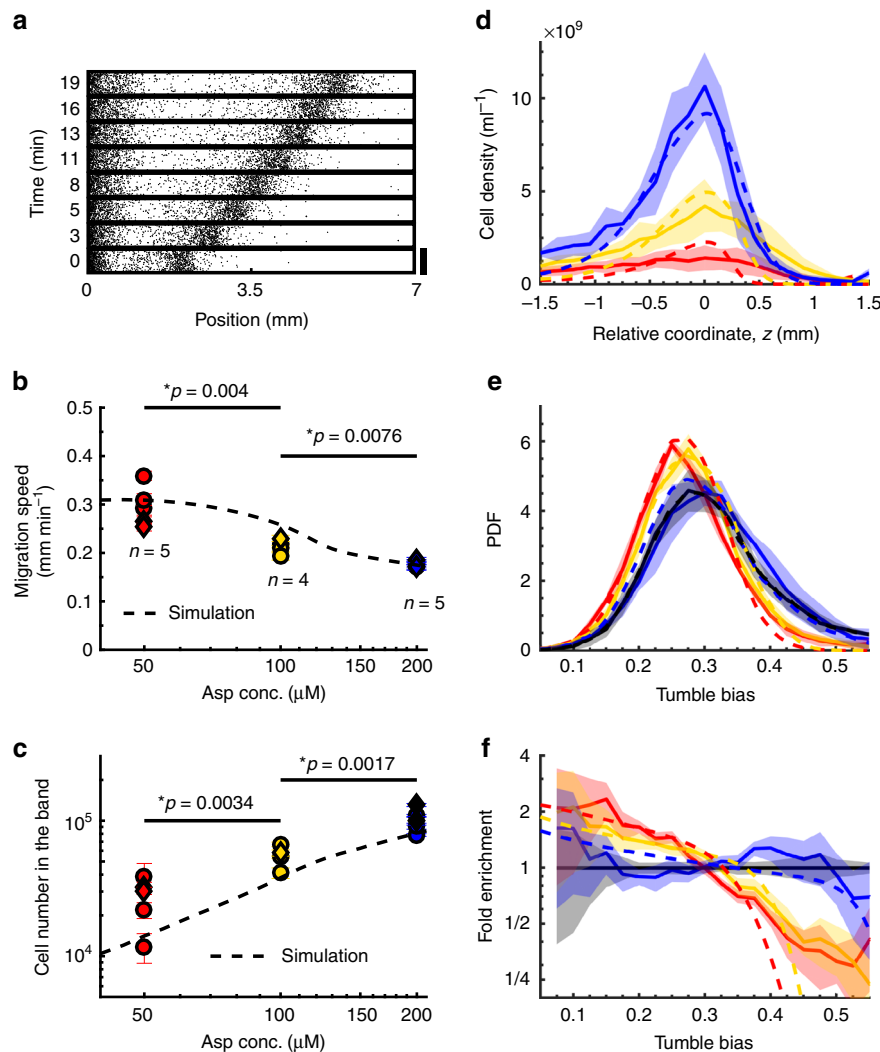 a
Time (min)
19
16
13
11
8
5
3
0
0
3.5
7
Position (mm)
b
*p = 0.004
*p = 0.0076
Migration speed
(mm min⁻¹)
0.5
0.4
0.3
0.2
0.1
0
n = 5
n = 4
n = 5
Simulation
50
100
150
200
Asp conc. (μM)
c
*p = 0.0034
*p = 0.0017
Cell number in the band
10⁵
10⁴
Simulation
50
100
150
200
Asp conc. (μM)
d
×10⁹
Cell density (ml⁻¹)
10
5
0
−1.5
−1
−0.5
0
0.5
1
1.5
Relative coordinate, z (mm)
e
PDF
6
4
2
0
0.1
0.2
0.3
0.4
0.5
Tumble bias
f
Fold enrichment
4
2
1
1/2
1/4
0.1
0.2
0.3
0.4
0.5
Tumble bias